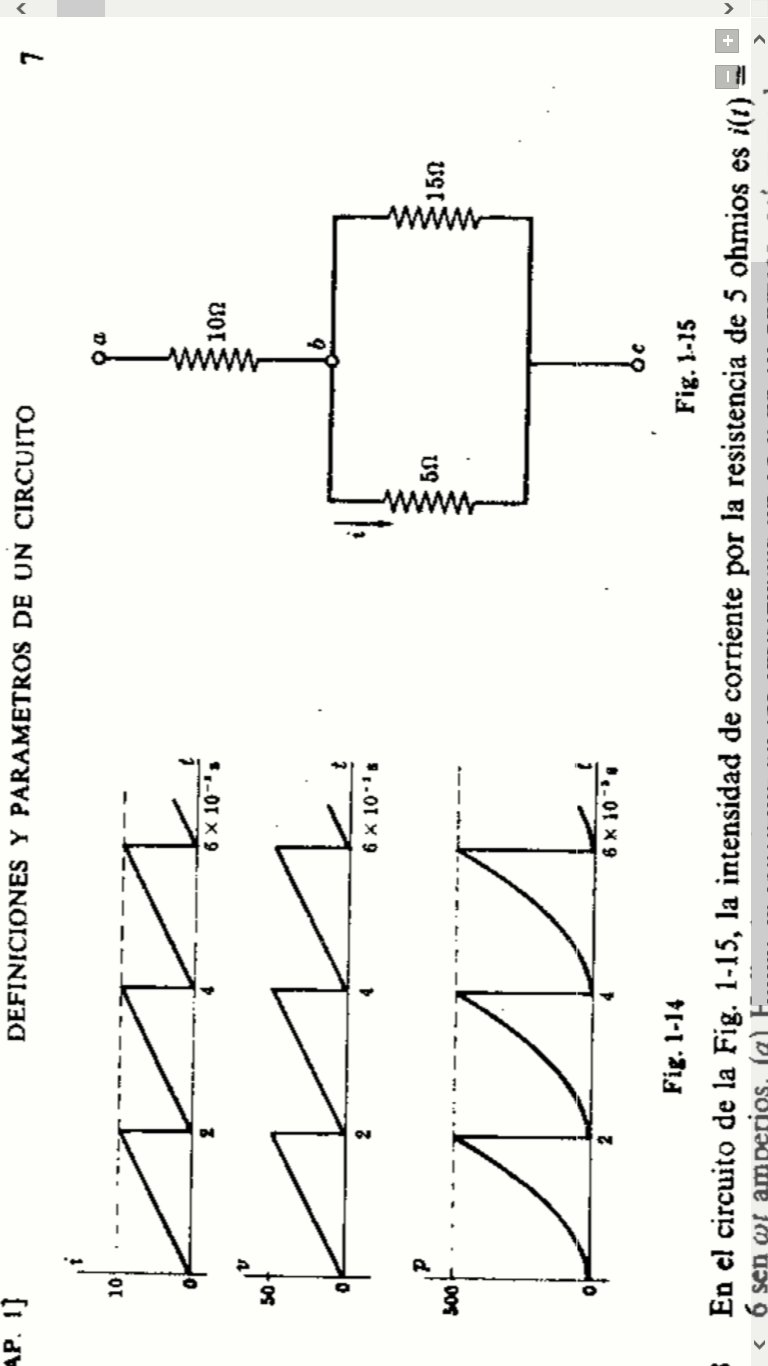 AP. 1]
DEFINICIONES Y PARAMETROS DE UN CIRCUITO
7
i
10
0
2
4
6 × 10⁻³ s
t
v
50
0
2
4
6 × 10⁻³ s
t
p
500
0
2
4
6 × 10⁻³ s
t
Fig. 1-14
a
10Ω
b
i
5Ω
15Ω
c
Fig. 1-15
En el circuito de la Fig. 1-15, la intensidad de corriente por la resistencia de 5 ohmios es i(t) =
6 sen ωt amperios. (a)